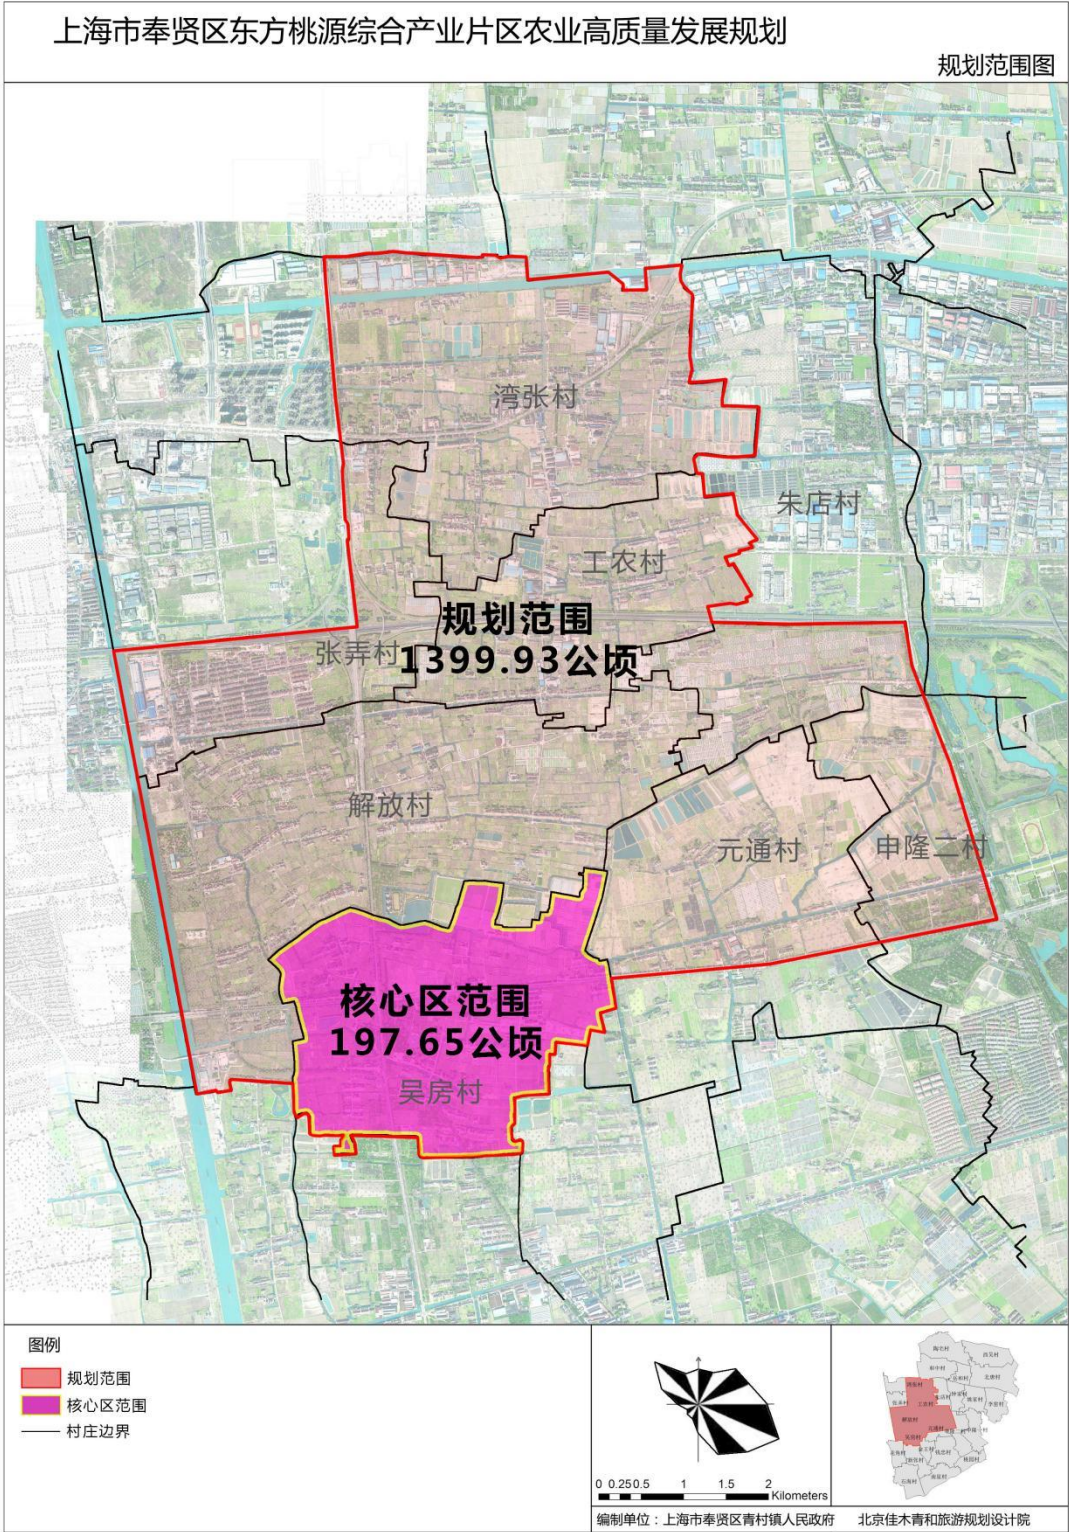 上海市奉贤区东方桃源综合产业片区农业高质量发展规划
规划范围图
湾张村
朱店村
工农村
规划范围
1399.93公顷
张弄村
解放村
元通村
申隆二村
核心区范围
197.65公顷
吴房村
图例
规划范围
核心区范围
村庄边界
0 0.25 0.5 1 1.5 2
Kilometers
编制单位：上海市奉贤区青村镇人民政府 北京佳木青和旅游规划设计院